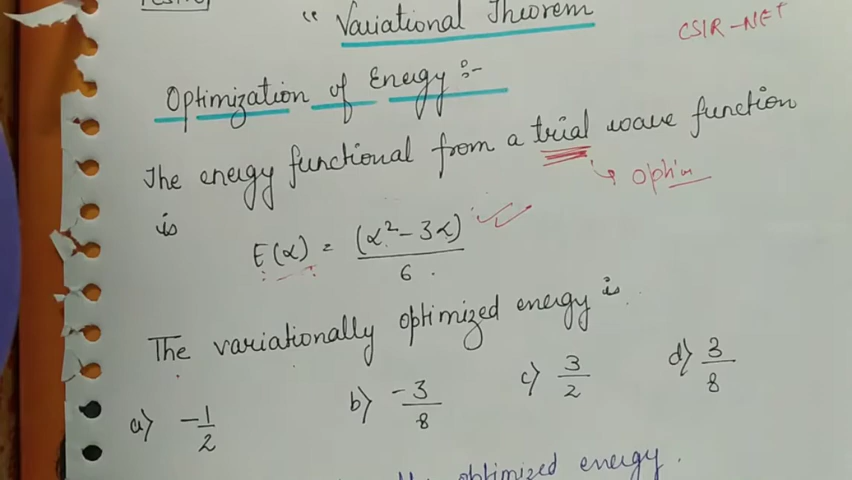 "Variational Theorem
CSIR-NET
Optimization of Energy :-
The energy functional from a trial wave function
↳ Optim
is
E(α) = (α² - 3α) / 6
The variationally optimized energy is
a) -1/2 b) -3/8 c) 3/2 d) 3/8
optimized energy.